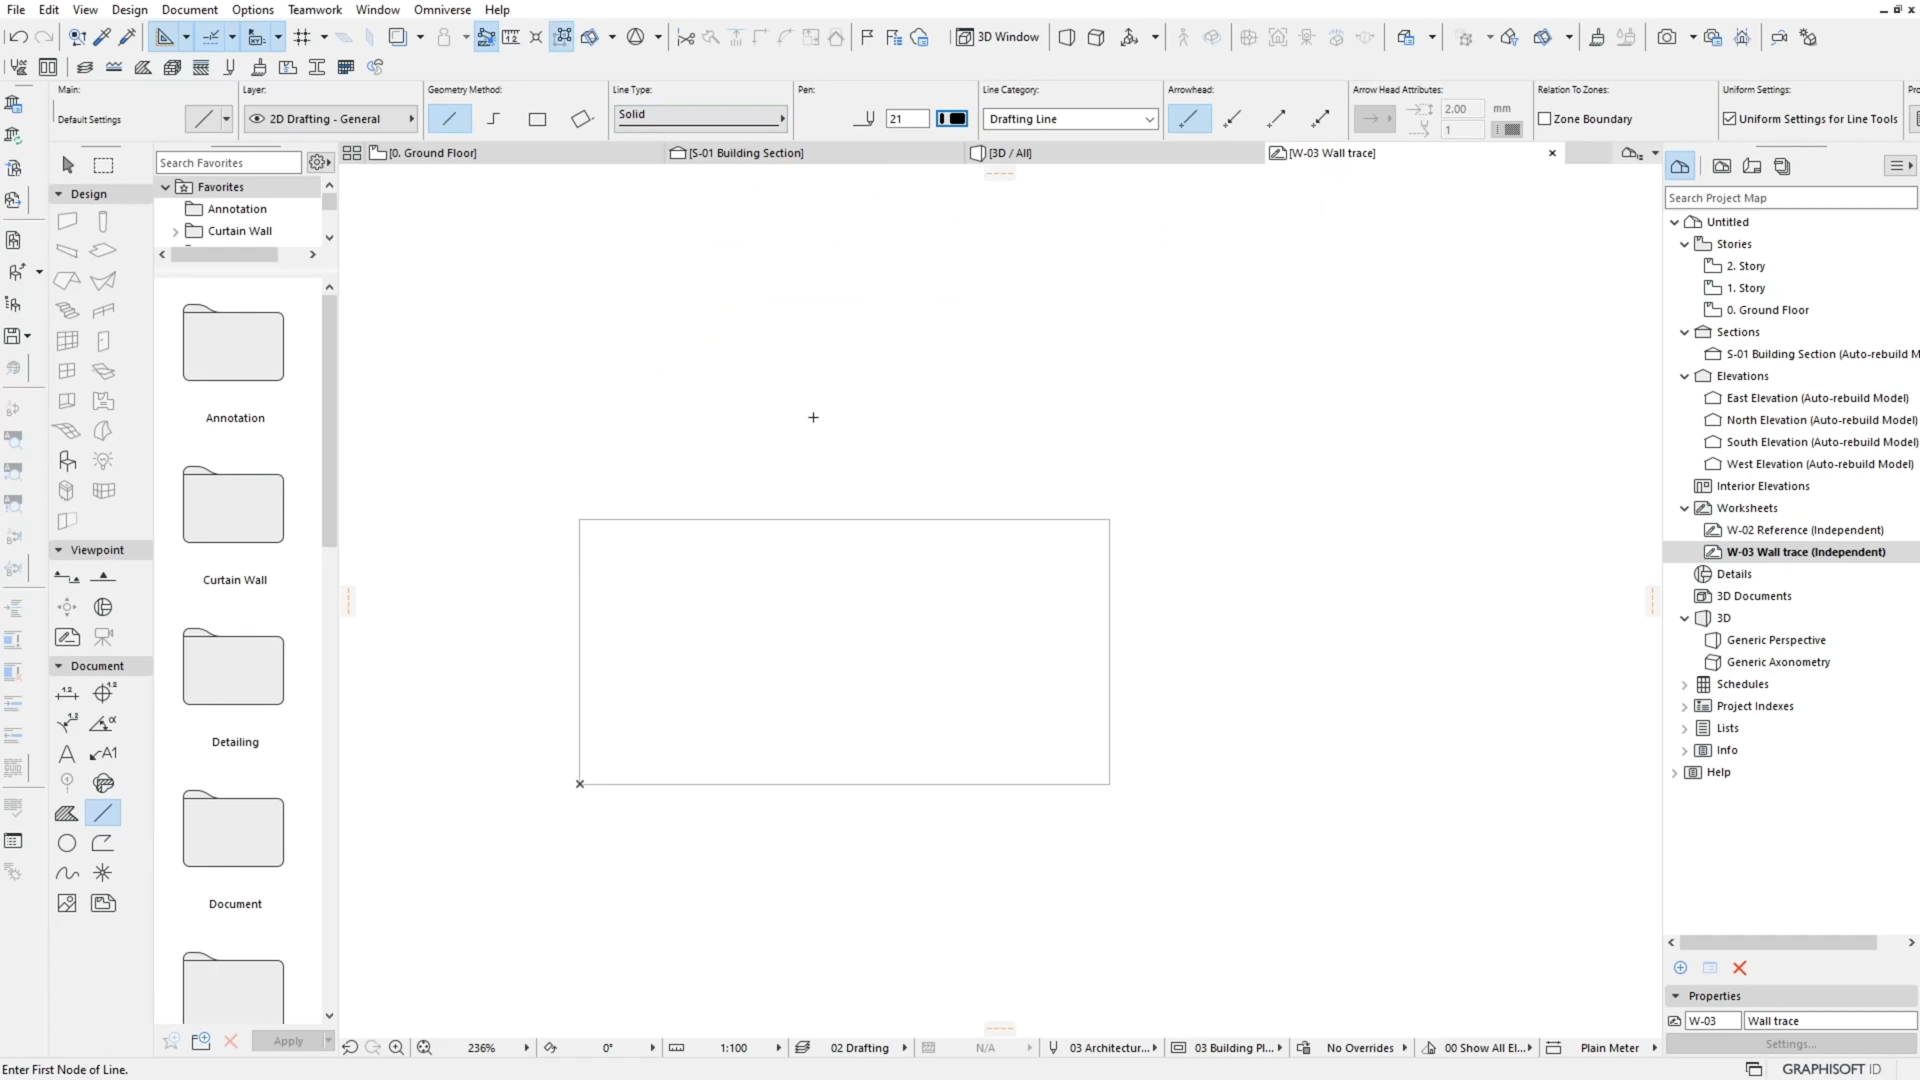 File Edit View Design Document Options Teamwork Window Omniverse Help
3D Window
Main: Layer: Geometry Method: Line Type: Pen: Line Category: Arrowhead: Arrow Head Attributes: Relation To Zones: Uniform Settings:
Default Settings
2D Drafting - General
Solid
21
Drafting Line
2.00 mm
1
Zone Boundary
Uniform Settings for Line Tools
Search Favorites
[0. Ground Floor]
[S-01 Building Section]
[3D / All]
[W-03 Wall trace]
Design
Favorites
Annotation
Curtain Wall
Annotation
Curtain Wall
Detailing
Document
Apply
Viewpoint
Document
Search Project Map
Untitled
Stories
2. Story
1. Story
0. Ground Floor
Sections
S-01 Building Section (Auto-rebuild M
Elevations
East Elevation (Auto-rebuild Model)
North Elevation (Auto-rebuild Model)
South Elevation (Auto-rebuild Model)
West Elevation (Auto-rebuild Model)
Interior Elevations
Worksheets
W-02 Reference (Independent)
W-03 Wall trace (Independent)
Details
3D Documents
3D
Generic Perspective
Generic Axonometry
Schedules
Project Indexes
Lists
Info
Help
Properties
W-03 Wall trace
Settings...
236% 0° 1:100 02 Drafting N/A 03 Architectur... 03 Building Pl... No Overrides 00 Show All El... Plain Meter
Enter First Node of Line.
GRAPHISOFT ID